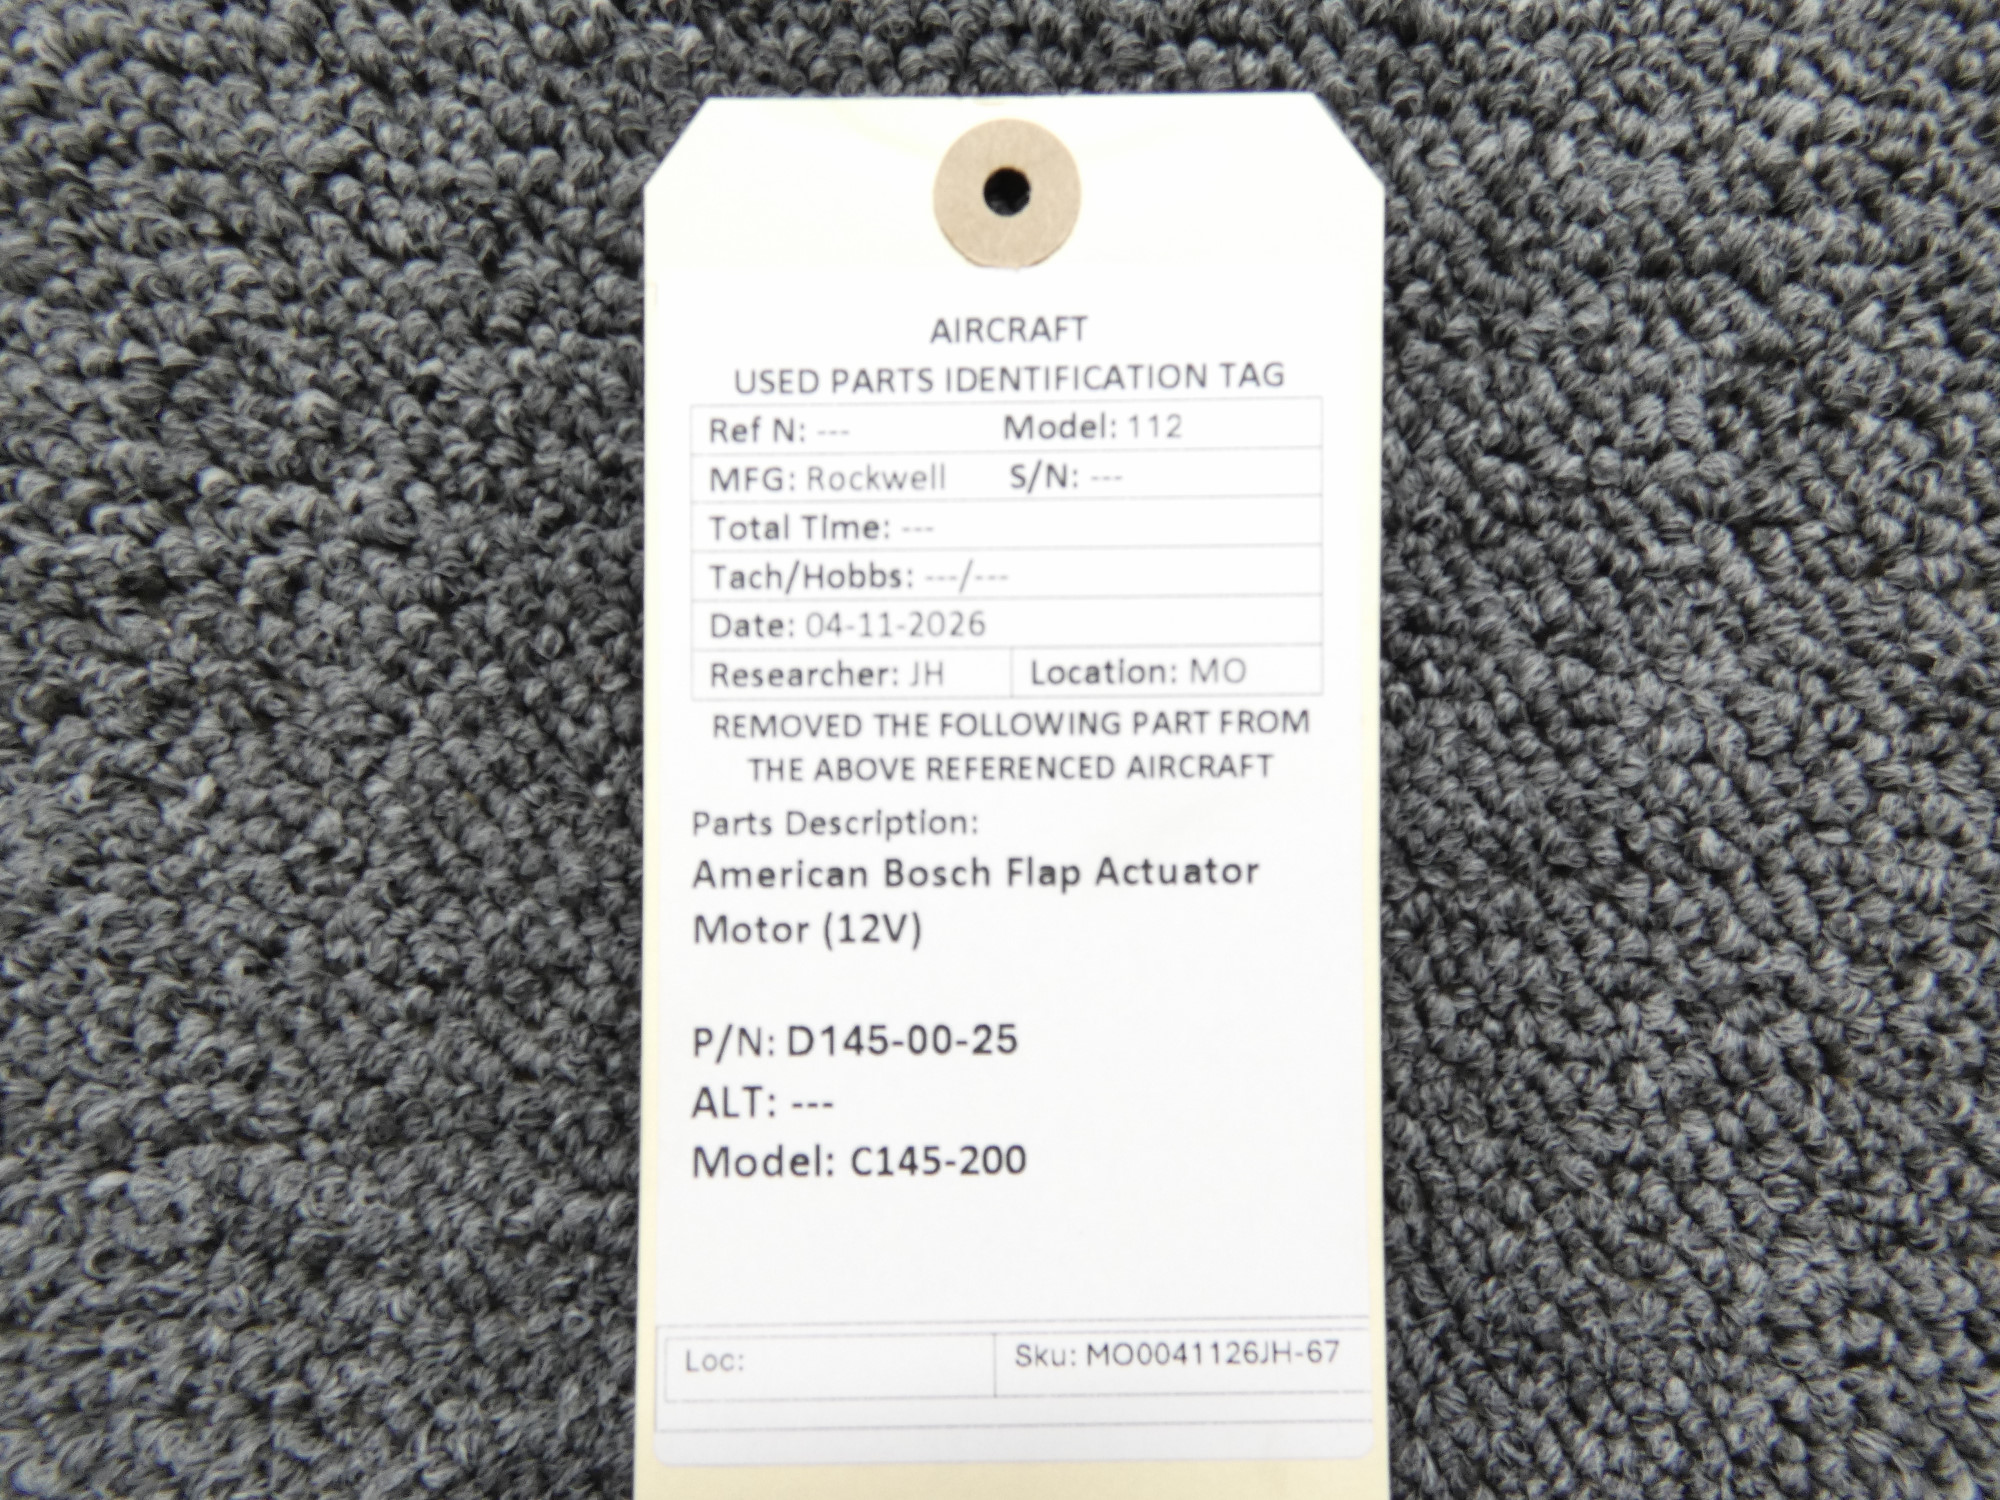 AIRCRAFT
USED PARTS IDENTIFICATION TAG
Ref N: --- Model: 112
MFG: Rockwell S/N: ---
Total Time: ---
Tach/Hobbs: ---/---
Date: 04-11-2026
Researcher: JH Location: MO
REMOVED THE FOLLOWING PART FROM
THE ABOVE REFERENCED AIRCRAFT
Parts Description:
American Bosch Flap Actuator
Motor (12V)
P/N: D145-00-25
ALT: ---
Model: C145-200
Loc: Sku: MO0041126JH-67